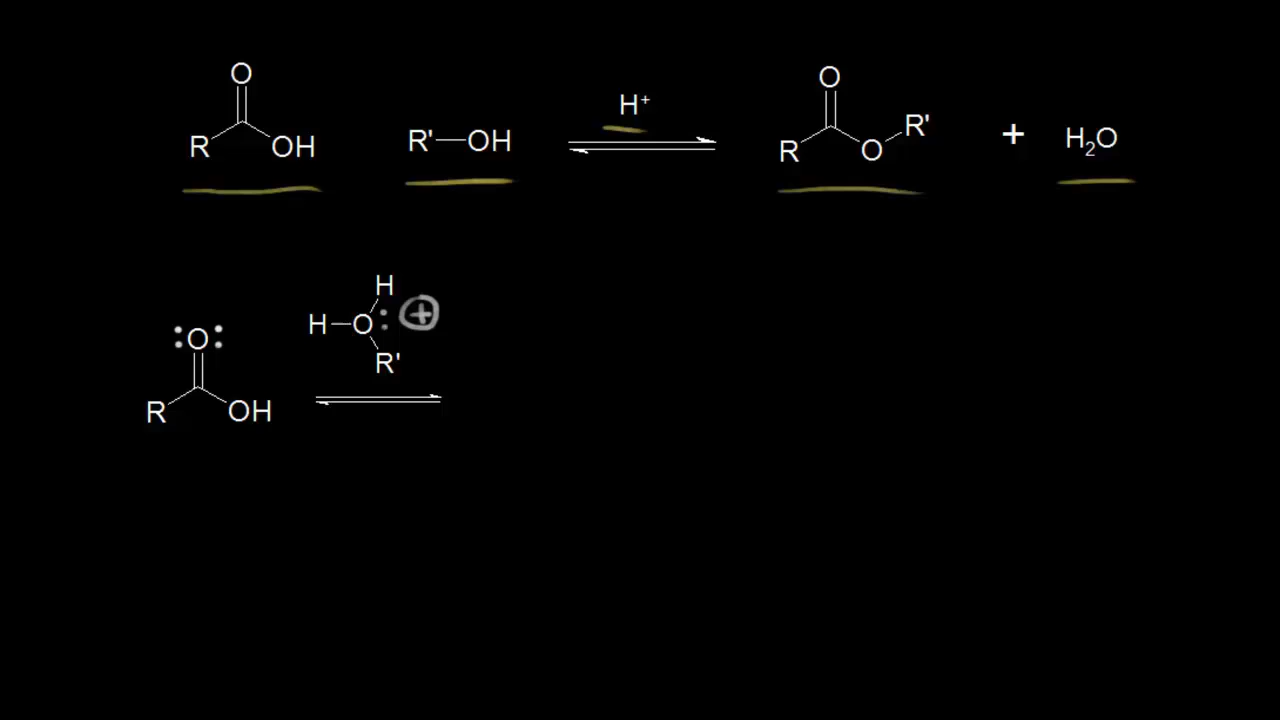 O O
R OH R'—OH H⁺ R O R' + H₂O
H
:O: H—O: ⊕
R'
R OH